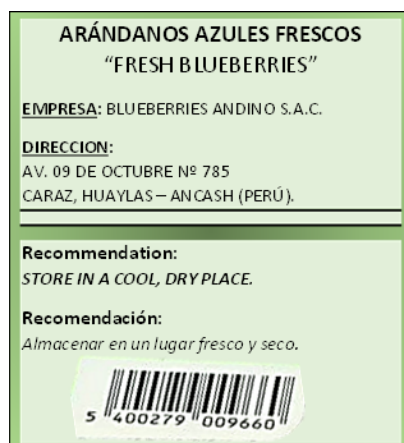 ARÁNDANOS AZULES FRESCOS
“FRESH BLUEBERRIES”
EMPRESA: BLUEBERRIES ANDINO S.A.C.
DIRECCION:
AV. 09 DE OCTUBRE Nº 785
CARAZ, HUAYLAS – ANCASH (PERÚ).
Recommendation:
STORE IN A COOL, DRY PLACE.
Recomendación:
Almacenar en un lugar fresco y seco.
5 400279 009660